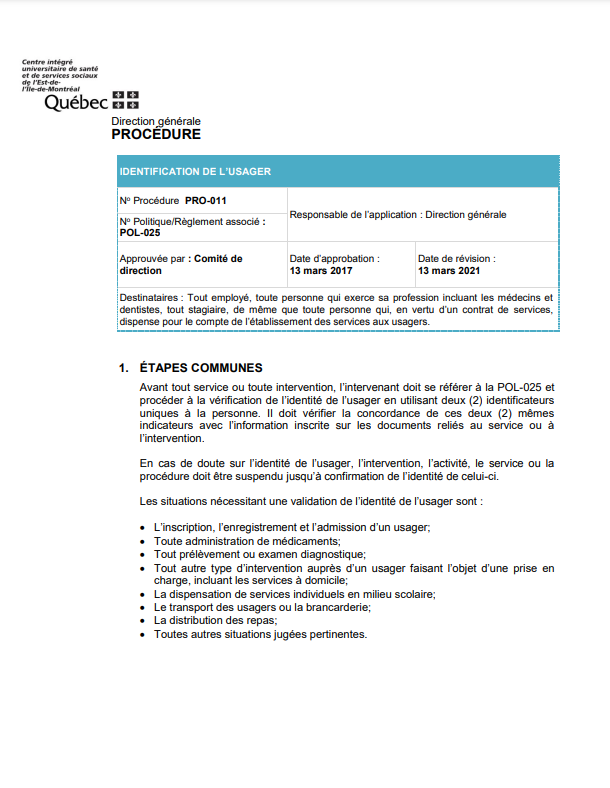 Centre intégré
universitaire de santé
et de services sociaux
de l'Est-de-
l'Île-de-Montréal
Québec
Direction générale
PROCÉDURE
IDENTIFICATION DE L'USAGER
No Procédure PRO-011
No Politique/Règlement associé :
POL-025
Responsable de l'application : Direction générale
Approuvée par : Comité de
direction
Date d'approbation :
13 mars 2017
Date de révision :
13 mars 2021
Destinataires : Tout employé, toute personne qui exerce sa profession incluant les médecins et
dentistes, tout stagiaire, de même que toute personne qui, en vertu d'un contrat de services,
dispense pour le compte de l'établissement des services aux usagers.
1. ÉTAPES COMMUNES
Avant tout service ou toute intervention, l'intervenant doit se référer à la POL-025 et
procéder à la vérification de l'identité de l'usager en utilisant deux (2) identificateurs
uniques à la personne. Il doit vérifier la concordance de ces deux (2) mêmes
indicateurs avec l'information inscrite sur les documents reliés au service ou à
l'intervention.
En cas de doute sur l'identité de l'usager, l'intervention, l'activité, le service ou la
procédure doit être suspendu jusqu'à confirmation de l'identité de celui-ci.
Les situations nécessitant une validation de l'identité de l'usager sont :
• L'inscription, l'enregistrement et l'admission d'un usager;
• Toute administration de médicaments;
• Tout prélèvement ou examen diagnostique;
• Tout autre type d'intervention auprès d'un usager faisant l'objet d'une prise en
charge, incluant les services à domicile;
• La dispensation de services individuels en milieu scolaire;
• Le transport des usagers ou la brancarderie;
• La distribution des repas;
• Toutes autres situations jugées pertinentes.